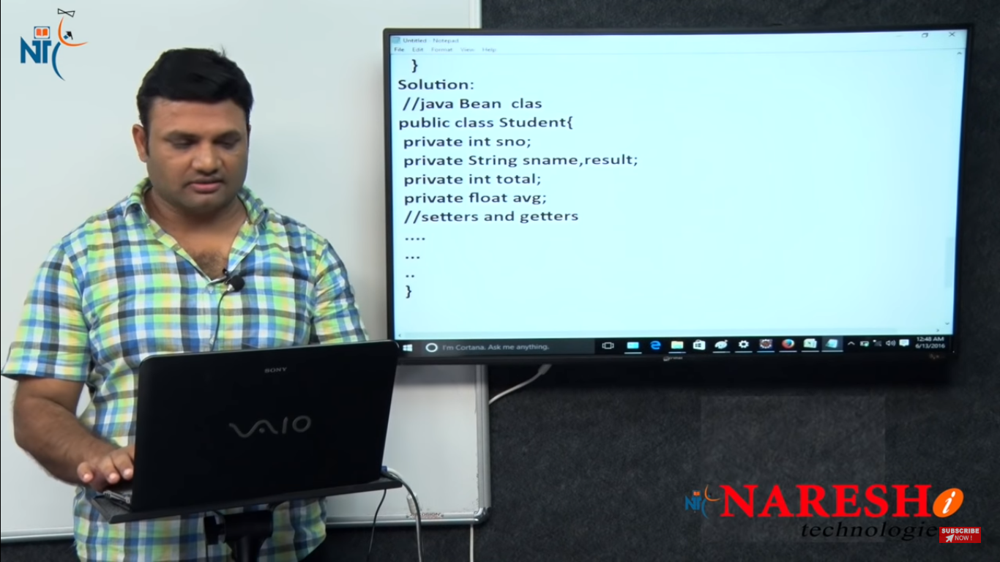 NT
Untitled - Notepad
File Edit Format View Help
}
Solution:
//java Bean clas
public class Student{
private int sno;
private String sname,result;
private int total;
private float avg;
//setters and getters
....
...
..
}
I'm Cortana. Ask me anything.
12:48 AM
6/13/2016
SONY
VAIO
NT NARESH i
technologie
SUBSCRIBE
NOW !